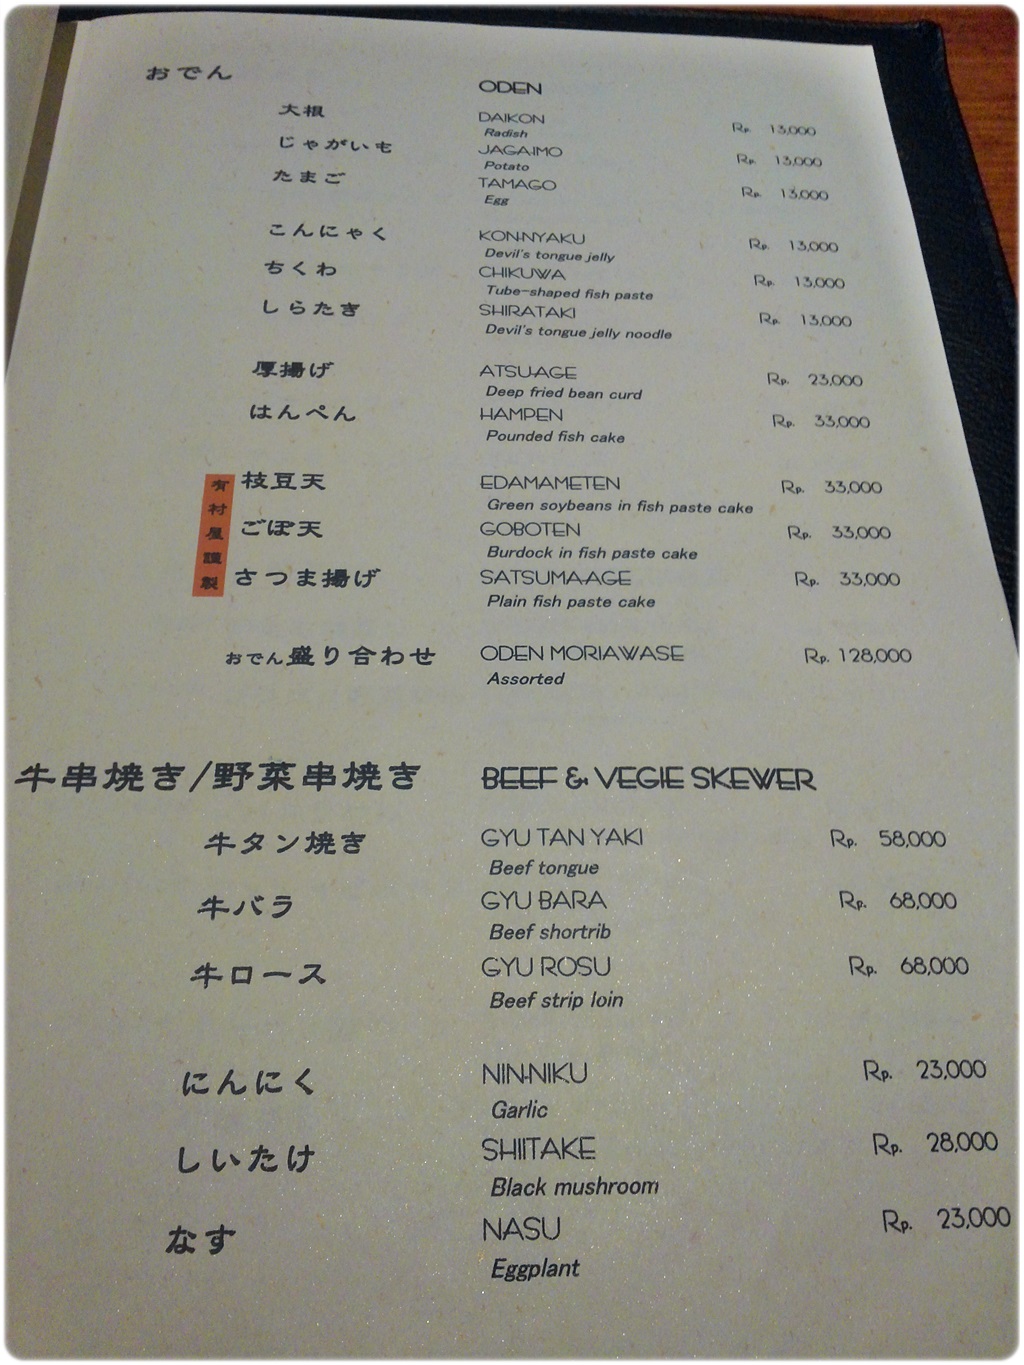 おでん ODEN
大根 DAIKON Rp. 13,000
Radish
じゃがいも JAGAIMO Rp. 13,000
Potato
たまご TAMAGO Rp. 13,000
Egg
こんにゃく KON-NYAKU Rp. 13,000
Devil's tongue jelly
ちくわ CHIKUWA Rp. 13,000
Tube-shaped fish paste
しらたき SHIRATAKI Rp. 13,000
Devil's tongue jelly noodle
厚揚げ ATSU-AGE Rp. 23,000
Deep fried bean curd
はんぺん HAMPEN Rp. 33,000
Pounded fish cake
有村屋謹製
枝豆天 EDAMAMETEN Rp. 33,000
Green soybeans in fish paste cake
ごぼ天 GOBOTEN Rp. 33,000
Burdock in fish paste cake
さつま揚げ SATSUMA-AGE Rp. 33,000
Plain fish paste cake
おでん盛り合わせ ODEN MORIAWASE Rp. 128,000
Assorted
牛串焼き/野菜串焼き BEEF & VEGIE SKEWER
牛タン焼き GYU TAN YAKI Rp. 58,000
Beef tongue
牛バラ GYU BARA Rp. 68,000
Beef shortrib
牛ロース GYU ROSU Rp. 68,000
Beef strip loin
にんにく NIN-NIKU Rp. 23,000
Garlic
しいたけ SHIITAKE Rp. 28,000
Black mushroom
なす NASU Rp. 23,000
Eggplant